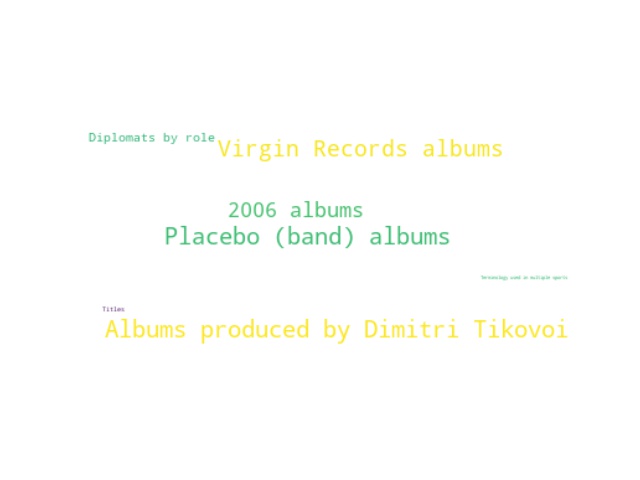 Diplomats by role
Virgin Records albums
2006 albums
Placebo (band) albums
Terminology used in multiple sports
Titles
Albums produced by Dimitri Tikovoi